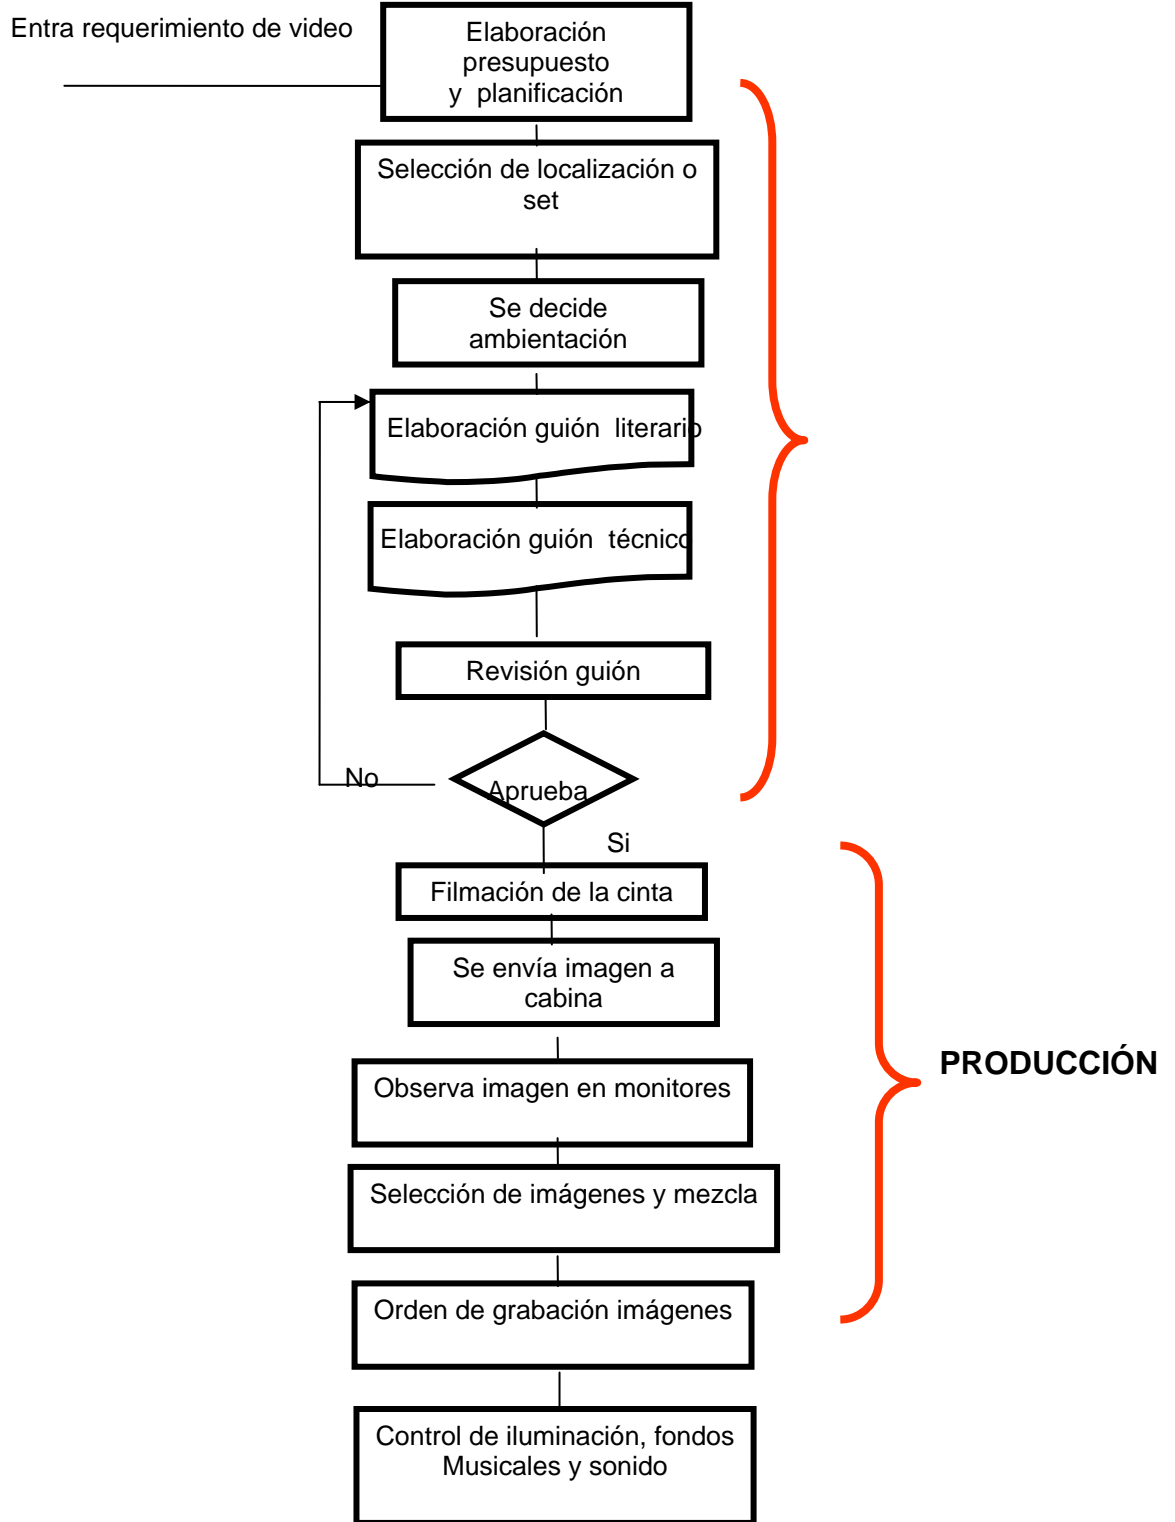 Entra requerimiento de video
Elaboración
presupuesto
y planificación
Selección de localización o
set
Se decide
ambientación
Elaboración guión literario
Elaboración guión técnico
Revisión guión
No
Aprueba
Si
Filmación de la cinta
Se envía imagen a
cabina
PRODUCCIÓN
Observa imagen en monitores
Selección de imágenes y mezcla
Orden de grabación imágenes
Control de iluminación, fondos
Musicales y sonido